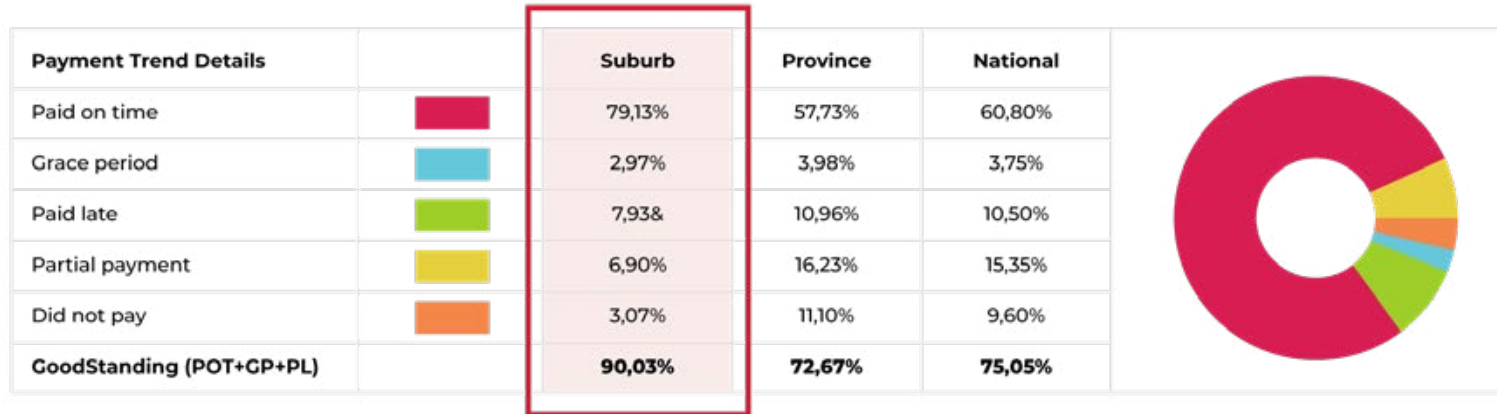 Payment Trend Details Suburb Province National
Paid on time 79,13% 57,73% 60,80%
Grace period 2,97% 3,98% 3,75%
Paid late 7,93& 10,96% 10,50%
Partial payment 6,90% 16,23% 15,35%
Did not pay 3,07% 11,10% 9,60%
GoodStanding (POT+GP+PL) 90,03% 72,67% 75,05%